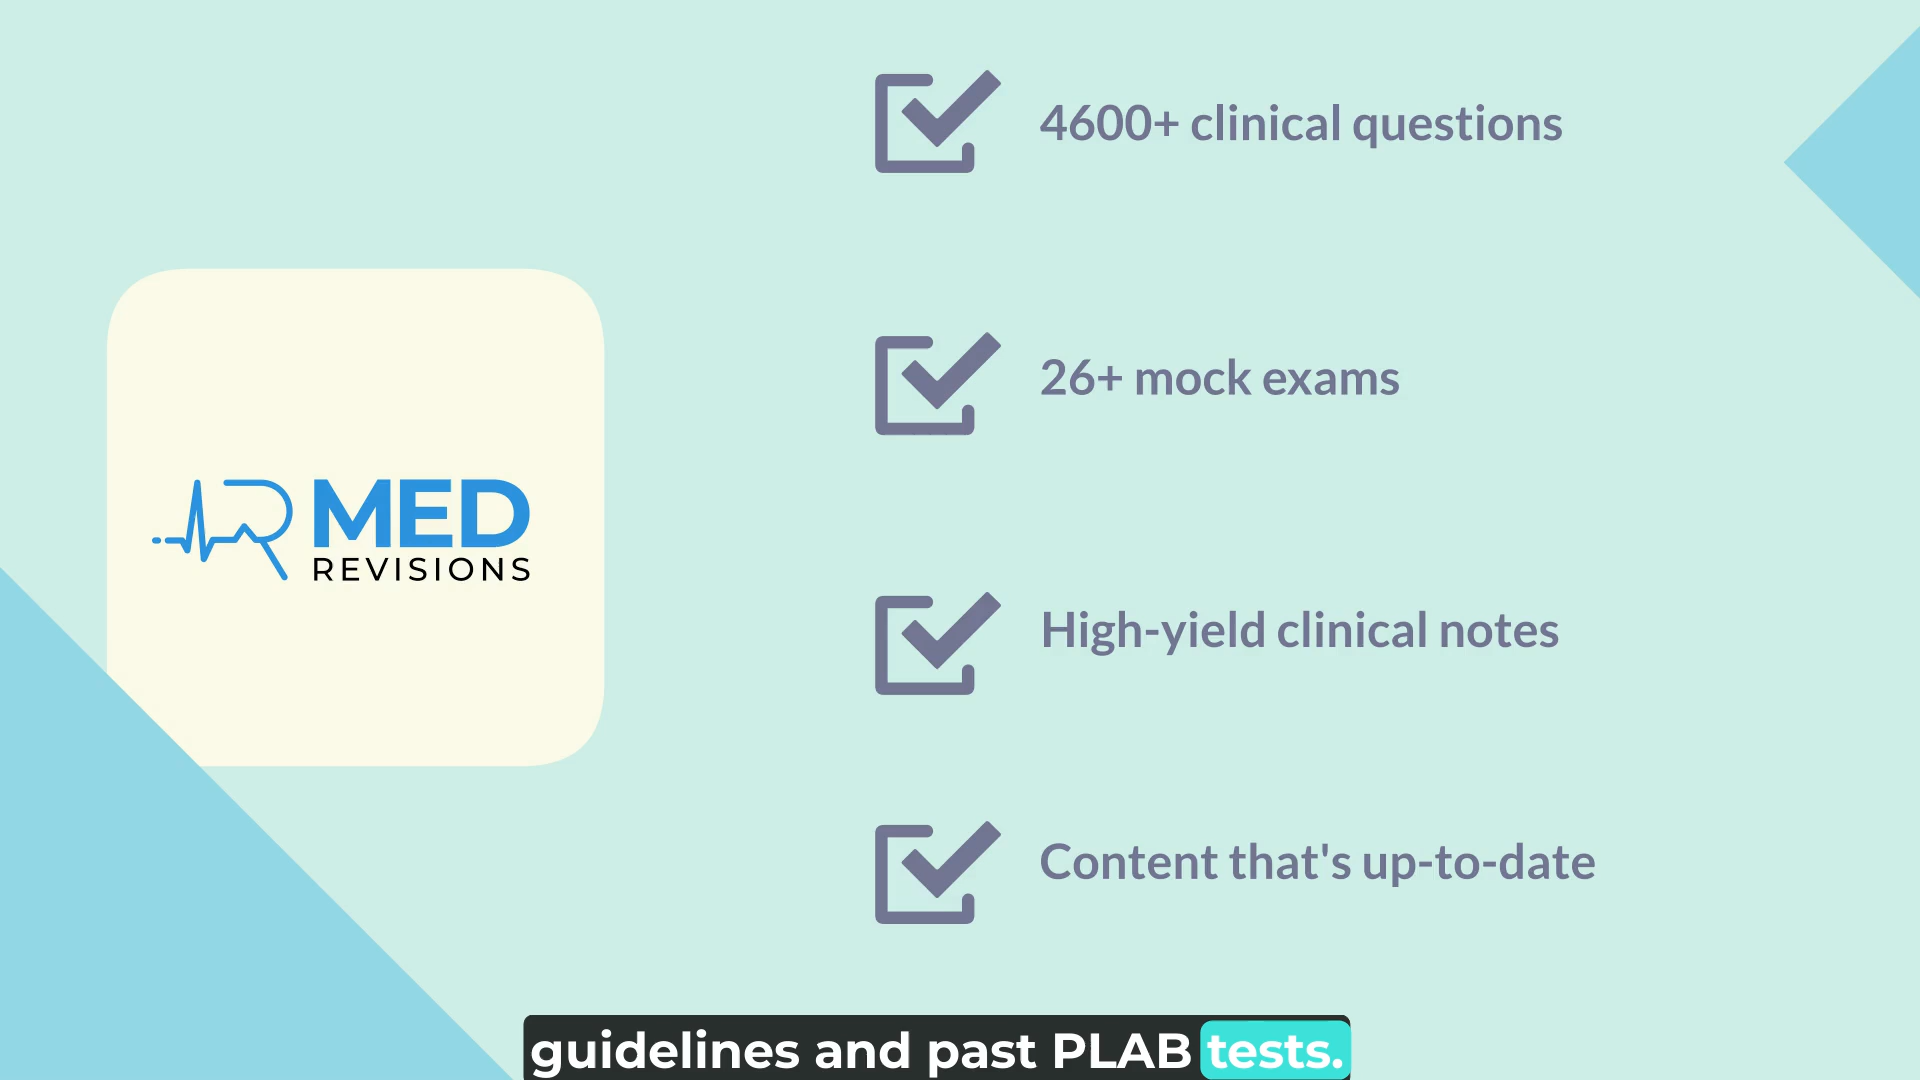 4600+ clinical questions
26+ mock exams
MED
REVISIONS
High-yield clinical notes
Content that's up-to-date
guidelines and past PLAB tests.